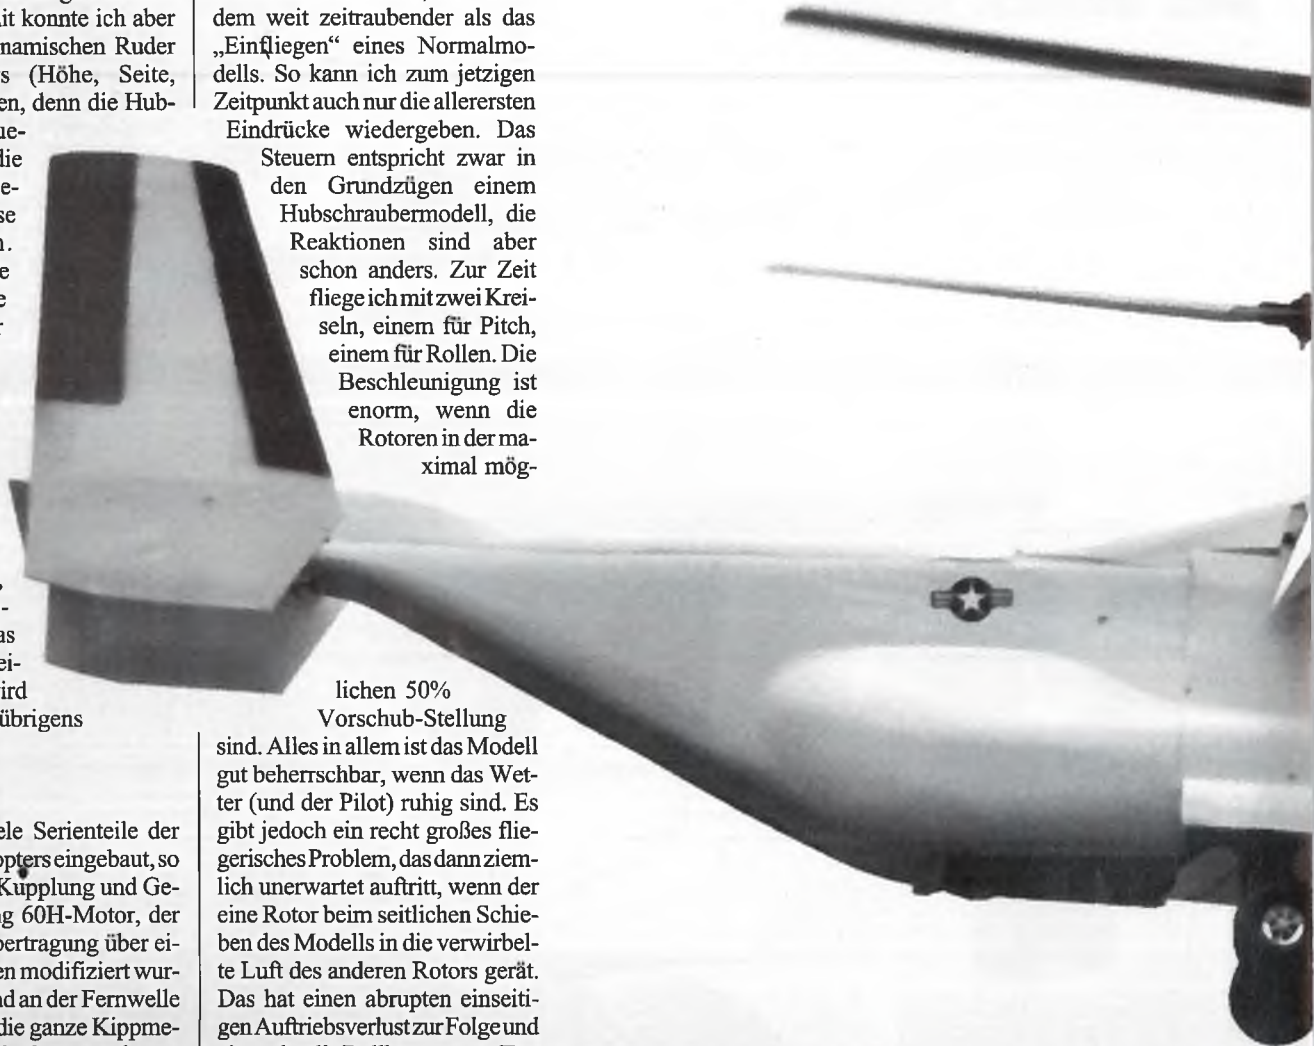 it konnte ich aber
namischen Ruder
s (Höhe, Seite,
en, denn die Hub-
ue-
die
e-
se
n.
e
e
r
-
as
ei-
ird
übrigens
ele Serienteile der
opters eingebaut, so
Kupplung und Ge-
g 60H-Motor, der
bertragung über ei-
en modifiziert wur-
nd an der Fernwelle
die ganze Kippme-
dem weit zeitraubender als das
„Einfliegen“ eines Normalmo-
dells. So kann ich zum jetzigen
Zeitpunkt auch nur die allerersten
Eindrücke wiedergeben. Das
Steuern entspricht zwar in
den Grundzügen einem
Hubschraubermodell, die
Reaktionen sind aber
schon anders. Zur Zeit
fliege ich mit zwei Krei-
seln, einem für Pitch,
einem für Rollen. Die
Beschleunigung ist
enorm, wenn die
Rotoren in der ma-
ximal mög-
lichen 50%
Vorschub-Stellung
sind. Alles in allem ist das Modell
gut beherrschbar, wenn das Wet-
ter (und der Pilot) ruhig sind. Es
gibt jedoch ein recht großes flie-
gerisches Problem, das dann ziem-
lich unerwartet auftritt, wenn der
eine Rotor beim seitlichen Schie-
ben des Modells in die verwirbel-
te Luft des anderen Rotors gerät.
Das hat einen abrupten einseiti-
gen Auftriebsverlust zur Folge und